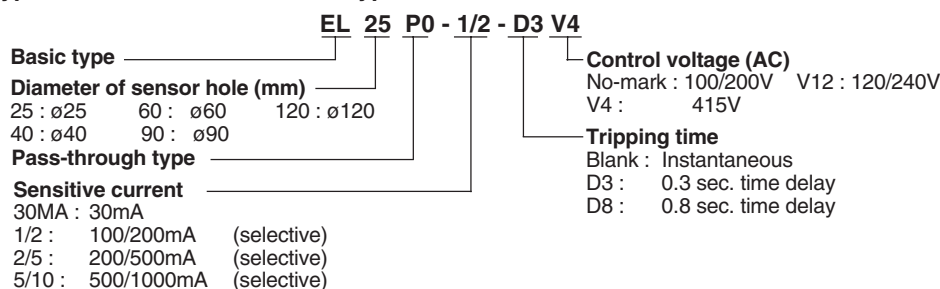 EL 25 P0 - 1/2 - D3 V4
Basic type
Diameter of sensor hole (mm)
25 : ø25 60 : ø60 120 : ø120
40 : ø40 90 : ø90
Pass-through type
Sensitive current
30MA : 30mA
1/2 : 100/200mA (selective)
2/5 : 200/500mA (selective)
5/10 : 500/1000mA (selective)
Control voltage (AC)
No-mark : 100/200V V12 : 120/240V
V4 : 415V
Tripping time
Blank : Instantaneous
D3 : 0.3 sec. time delay
D8 : 0.8 sec. time delay